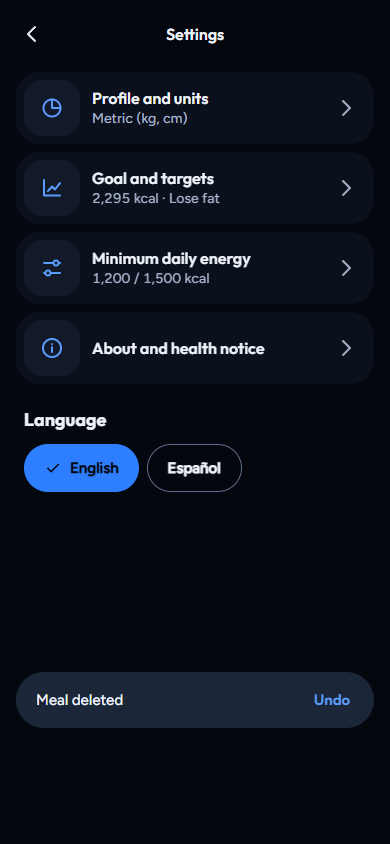 Settings
Profile and units
Metric (kg, cm)
Goal and targets
2,295 kcal · Lose fat
Minimum daily energy
1,200 / 1,500 kcal
About and health notice
Language
English
Español
Meal deleted
Undo